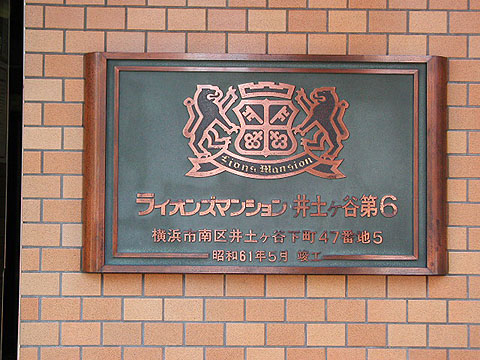 Lions Mansion
ライオンズマンション井土ヶ谷第6
横浜市南区井土ヶ谷下町47番地5
昭和61年5月 竣工